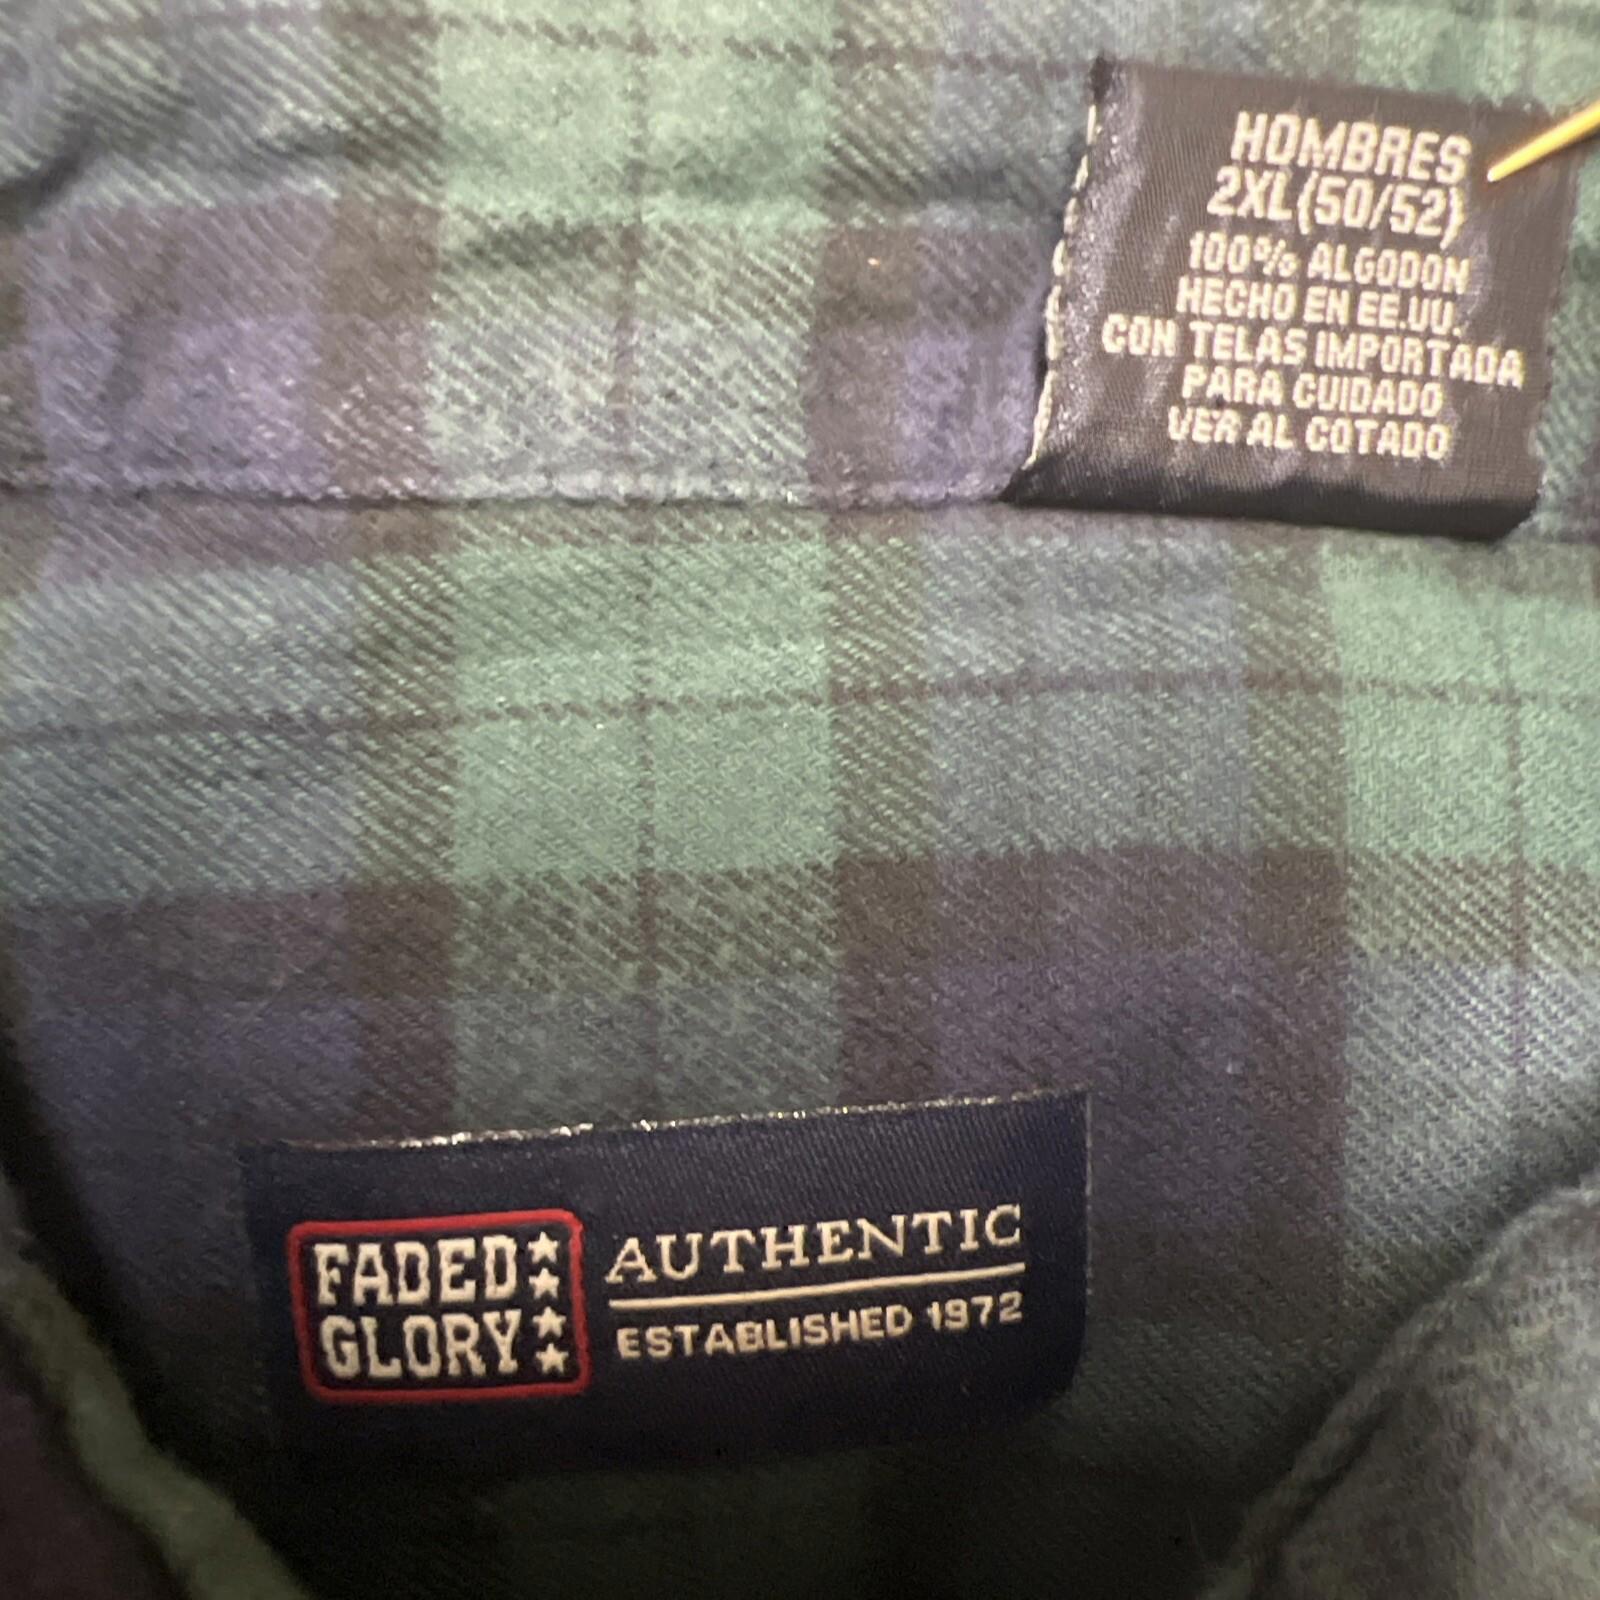 HOMBRES
2XL(50/52)
100% ALGODON
HECHO EN EE.UU.
CON TELAS IMPORTADA
PARA CUIDADO
VER AL COTADO
FADED
GLORY
AUTHENTIC
ESTABLISHED 1972